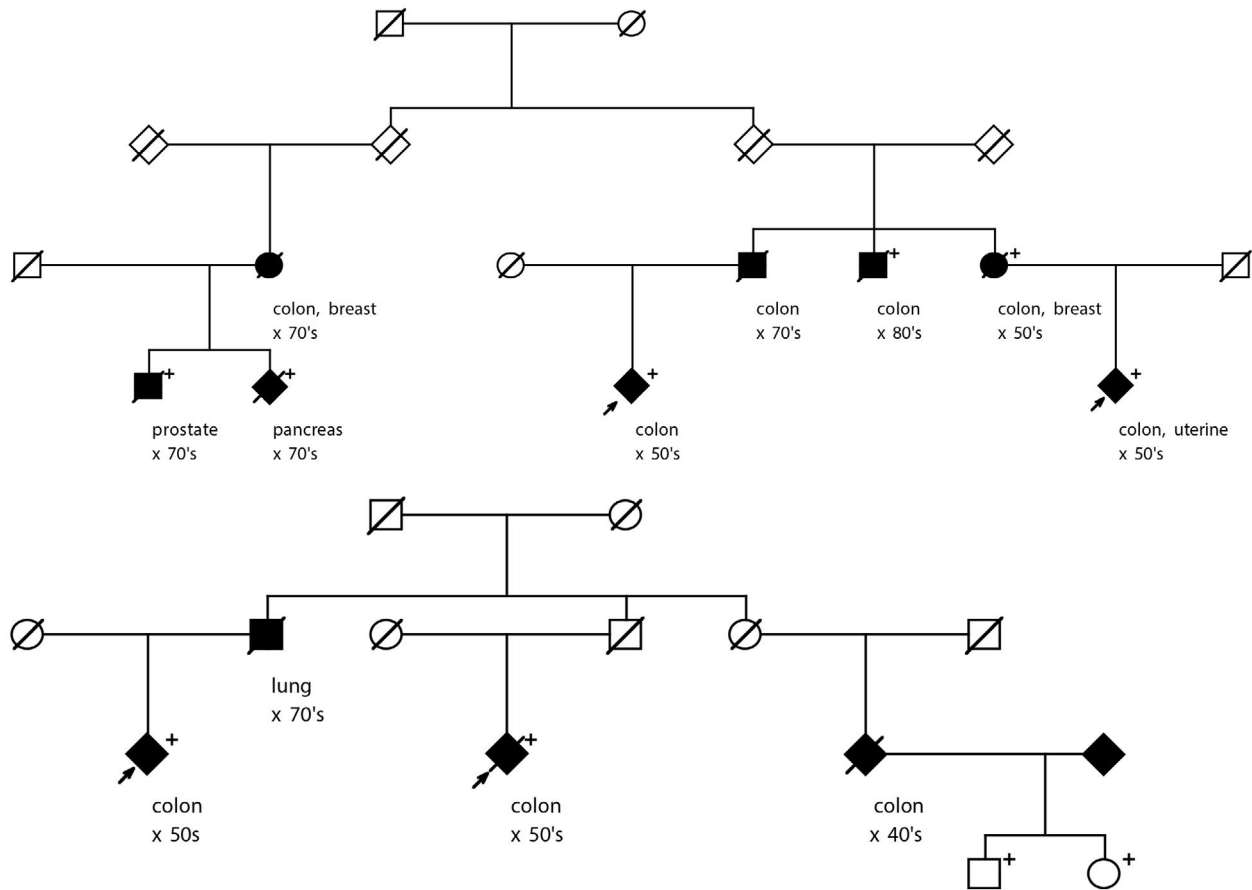 +
+
colon, breast
x 70's
colon
x 70's
colon
x 80's
colon, breast
x 50's
+
+
+
+
prostate
x 70's
pancreas
x 70's
colon
x 50's
colon, uterine
x 50's
lung
x 70's
+
+
colon
x 50s
colon
x 50's
colon
x 40's
+
+